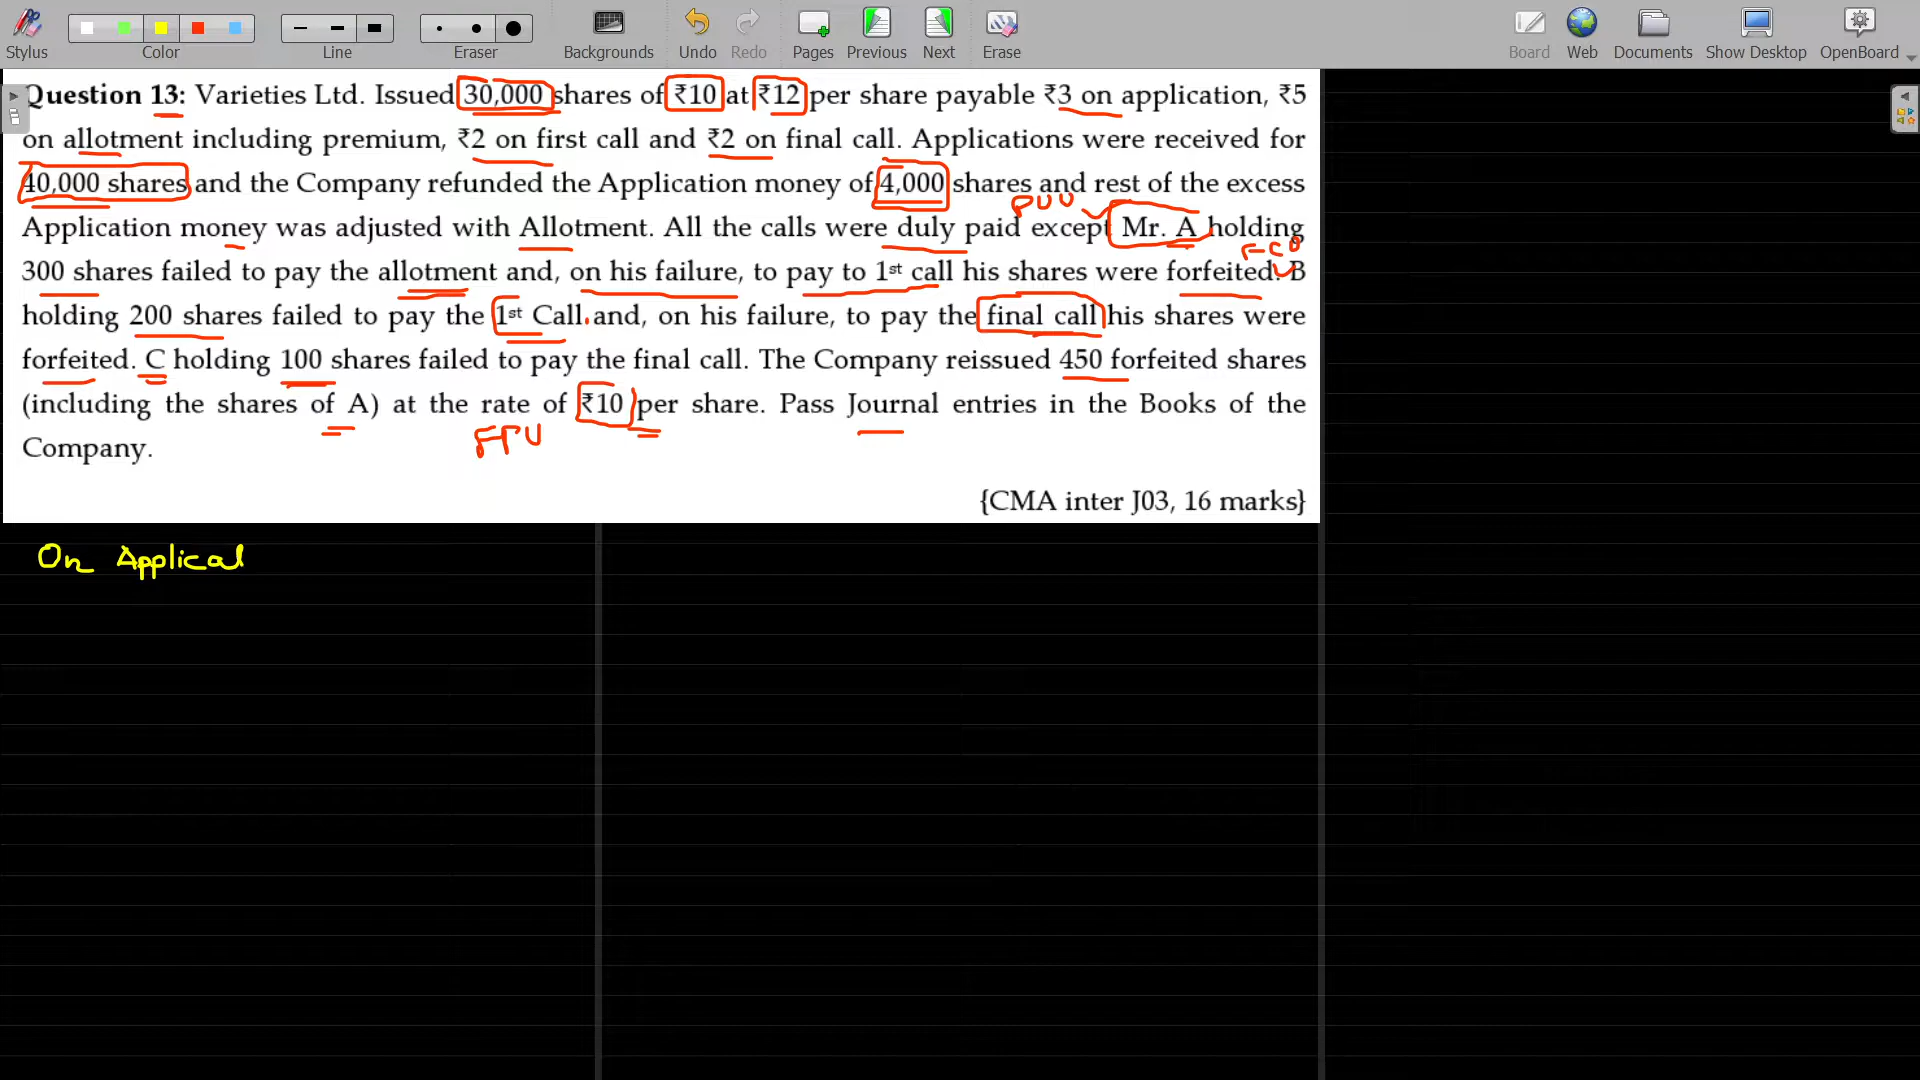 Stylus Color Line Eraser Backgrounds Undo Redo Pages Previous Next Erase Board Web Documents Show Desktop OpenBoard
Question 13: Varieties Ltd. Issued 30,000 shares of ₹10 at ₹12 per share payable ₹3 on application, ₹5
on allotment including premium, ₹2 on first call and ₹2 on final call. Applications were received for
40,000 shares and the Company refunded the Application money of 4,000 shares and rest of the excess
Application money was adjusted with Allotment. All the calls were duly paid except Mr. A holding
300 shares failed to pay the allotment and, on his failure, to pay to 1st call his shares were forfeited. B
holding 200 shares failed to pay the 1st Call and, on his failure, to pay the final call his shares were
forfeited. C holding 100 shares failed to pay the final call. The Company reissued 450 forfeited shares
(including the shares of A) at the rate of ₹10 per share. Pass Journal entries in the Books of the
Company.
{CMA inter J03, 16 marks}
On Applicat